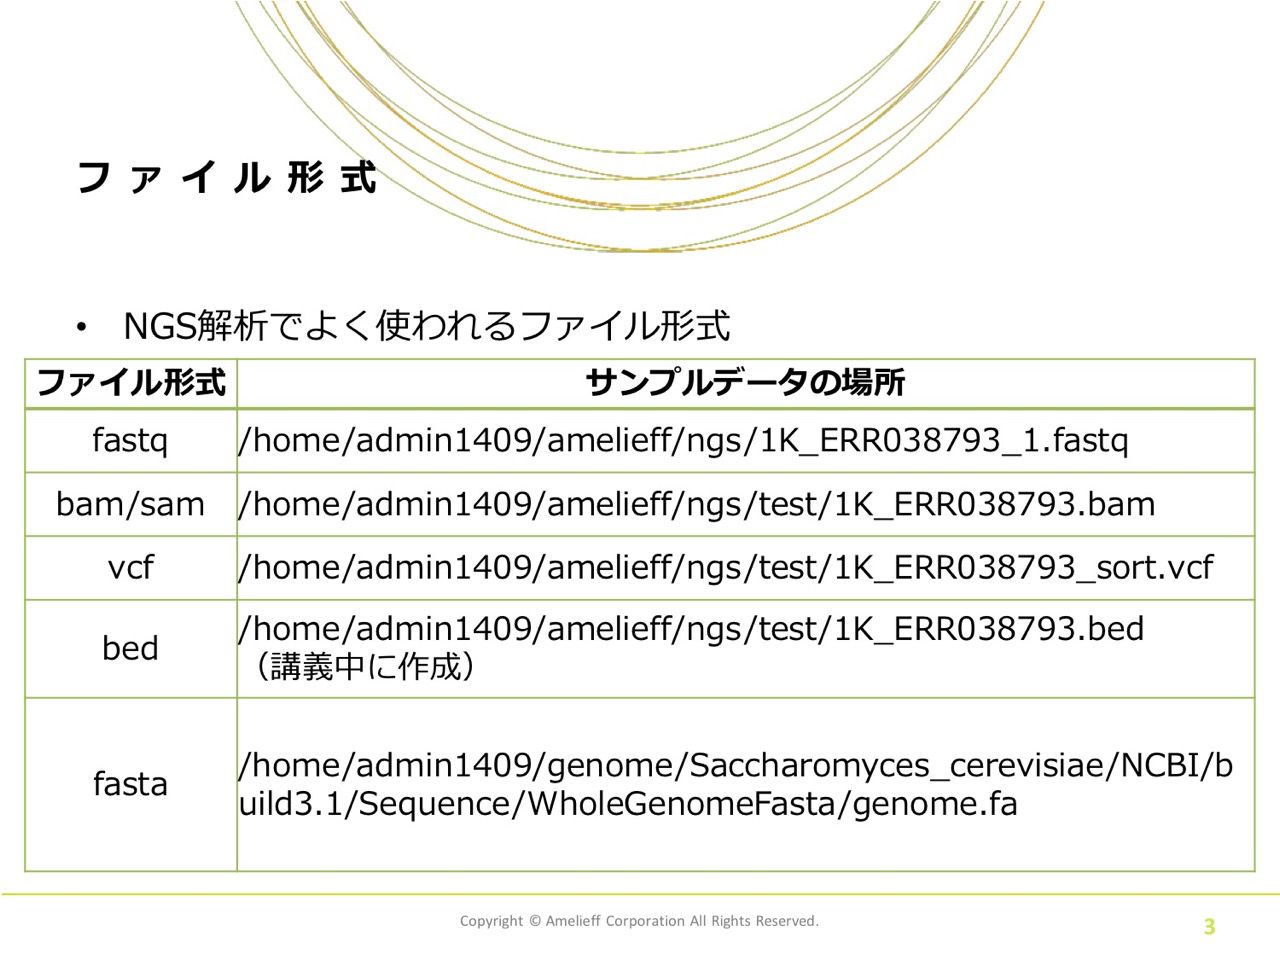 ファイル形式
• NGS解析でよく使われるファイル形式
ファイル形式 サンプルデータの場所
fastq /home/admin1409/amelieff/ngs/1K_ERR038793_1.fastq
bam/sam /home/admin1409/amelieff/ngs/test/1K_ERR038793.bam
vcf /home/admin1409/amelieff/ngs/test/1K_ERR038793_sort.vcf
bed /home/admin1409/amelieff/ngs/test/1K_ERR038793.bed
（講義中に作成）
fasta /home/admin1409/genome/Saccharomyces_cerevisiae/NCBI/b
uild3.1/Sequence/WholeGenomeFasta/genome.fa
Copyright © Amelieff Corporation All Rights Reserved.
3